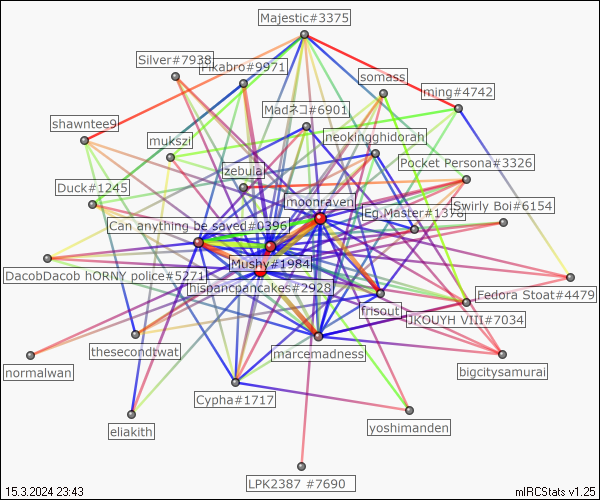 Majestic#3375
Silver#7938
Pikabro#9971
somass
ming#4742
Madネコ#6901
shawntee9
neokingghidorah
mukszi
Pocket Persona#3326
zebulai
Duck#1245
moonraven
Swirly Boi#6154
Eg.Master#1378
Can anything be saved#0396
Mushy#1984
DacobDacob hORNY police#5271
hispancpancakes#2928
Fedora Stoat#4479
frisout
JKOUYH VIII#7034
thesecondtwat
marcemadness
normalwan
bigcitysamurai
Cypha#1717
eliakith
yoshimanden
LPK2387 #7690
15.3.2024 23:43
mIRCStats v1.25